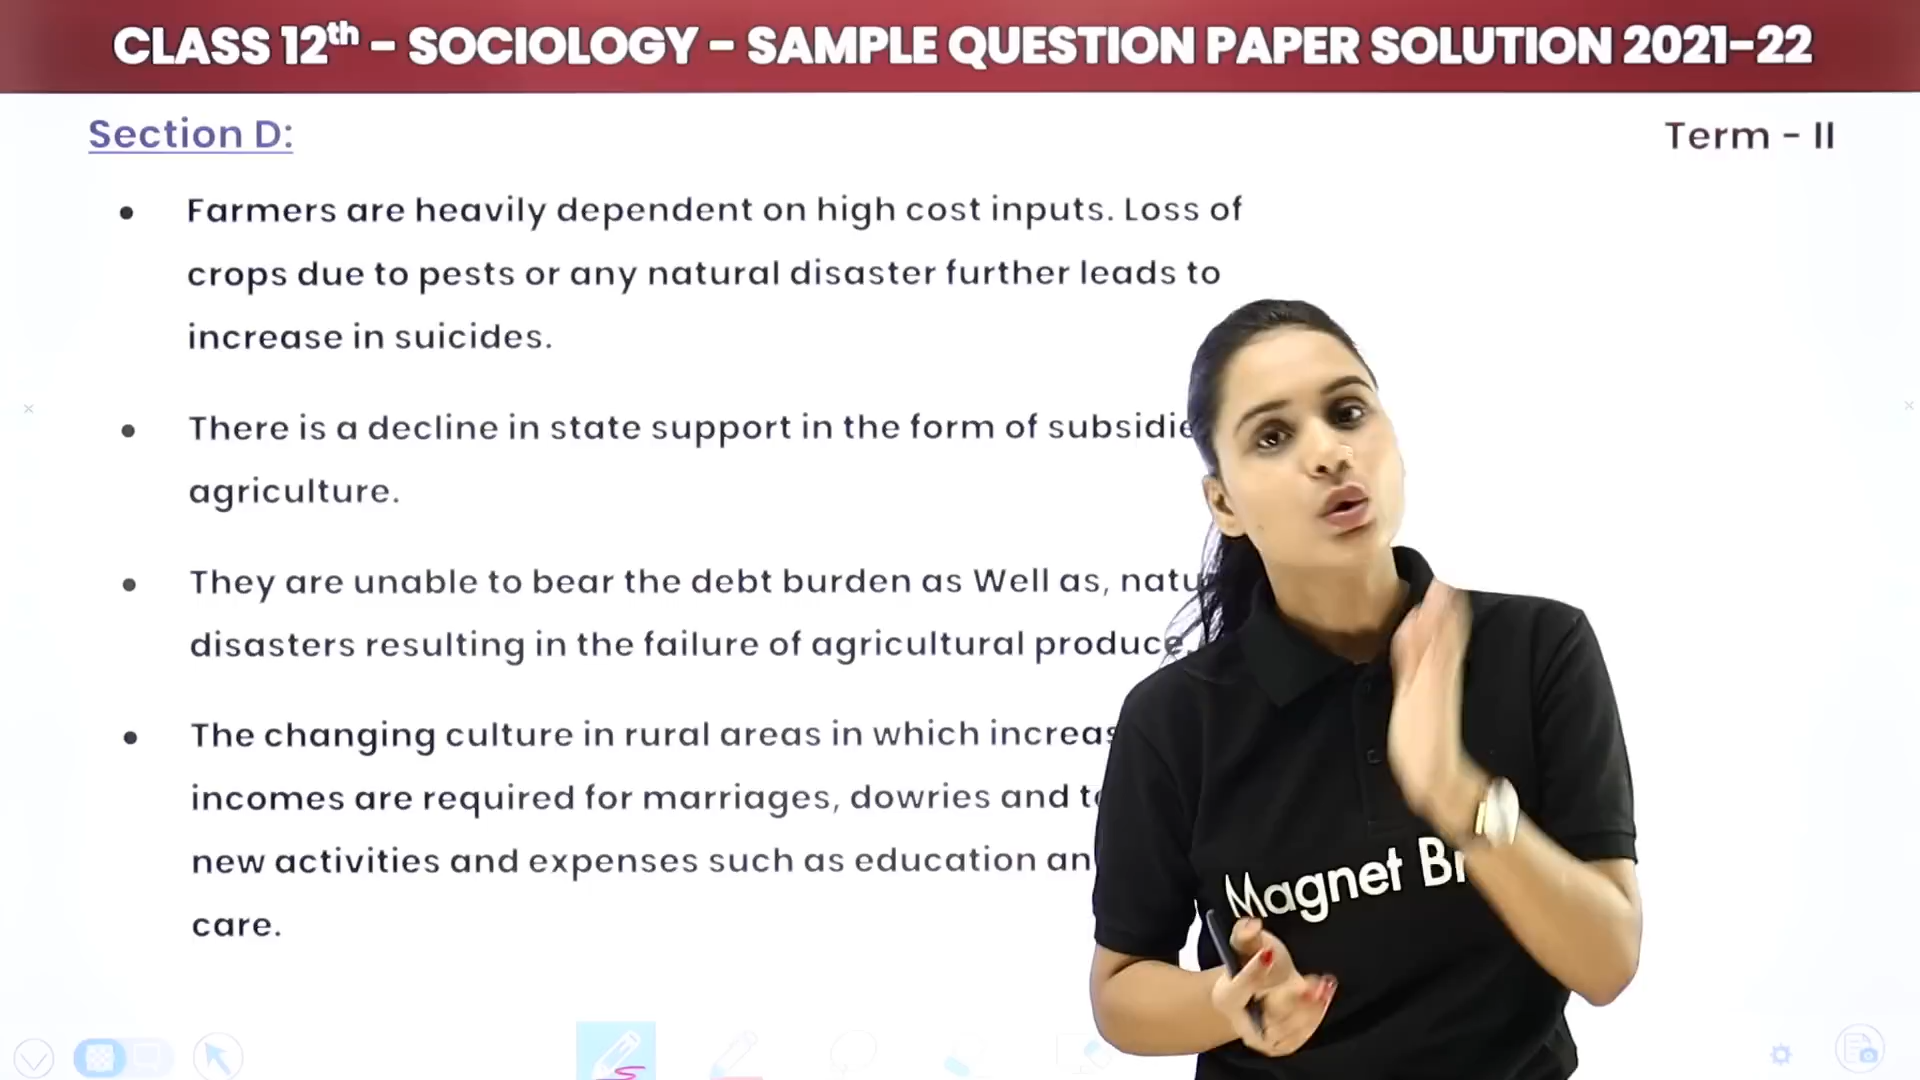 CLASS 12th - SOCIOLOGY - SAMPLE QUESTION PAPER SOLUTION 2021-22
Section D:
Term - II
• Farmers are heavily dependent on high cost inputs. Loss of
crops due to pests or any natural disaster further leads to
increase in suicides.
• There is a decline in state support in the form of
agriculture.
• They are unable to bear the debt burden as Well as,
disasters resulting in the failure of agricultural produce
• The changing culture in rural areas in which
incomes are required for marriages, dowries and
new activities and expenses such as education
care.
Magnet